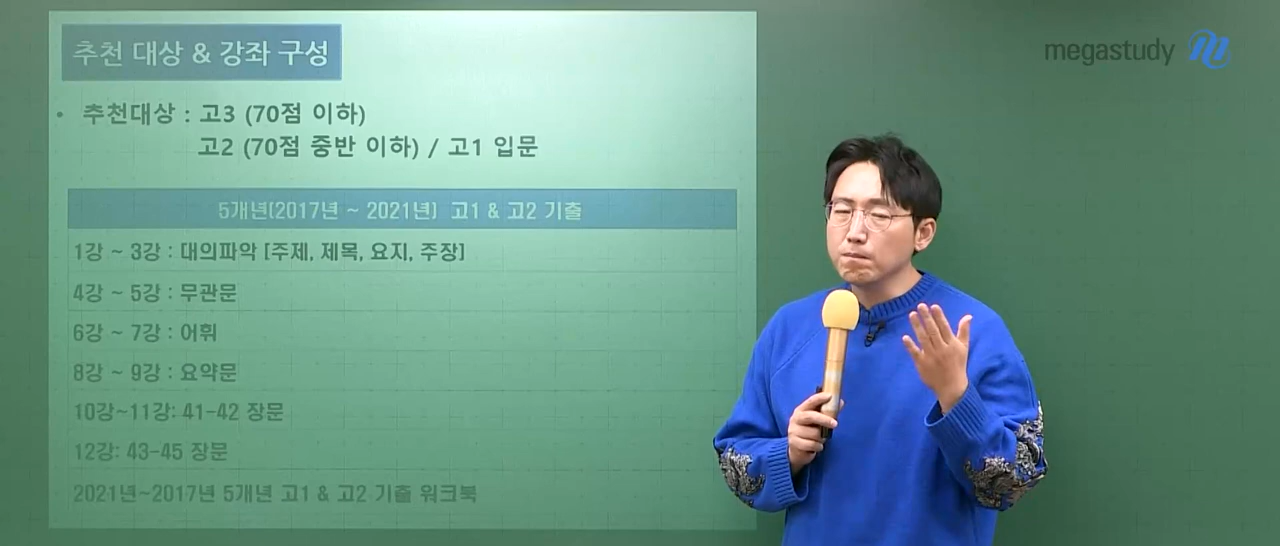 추천 대상 & 강좌 구성
megastudy
• 추천대상 : 고3 (70점 이하)
고2 (70점 중반 이하) / 고1 입문
5개년(2017년 ~ 2021년) 고1 & 고2 기출
1강 ~ 3강 : 대의파악 [주제, 제목, 요지, 주장]
4강 ~ 5강 : 무관문
6강 ~ 7강 : 어휘
8강 ~ 9강 : 요약문
10강~11강: 41-42 장문
12강: 43-45 장문
2021년~2017년 5개년 고1 & 고2 기출 워크북